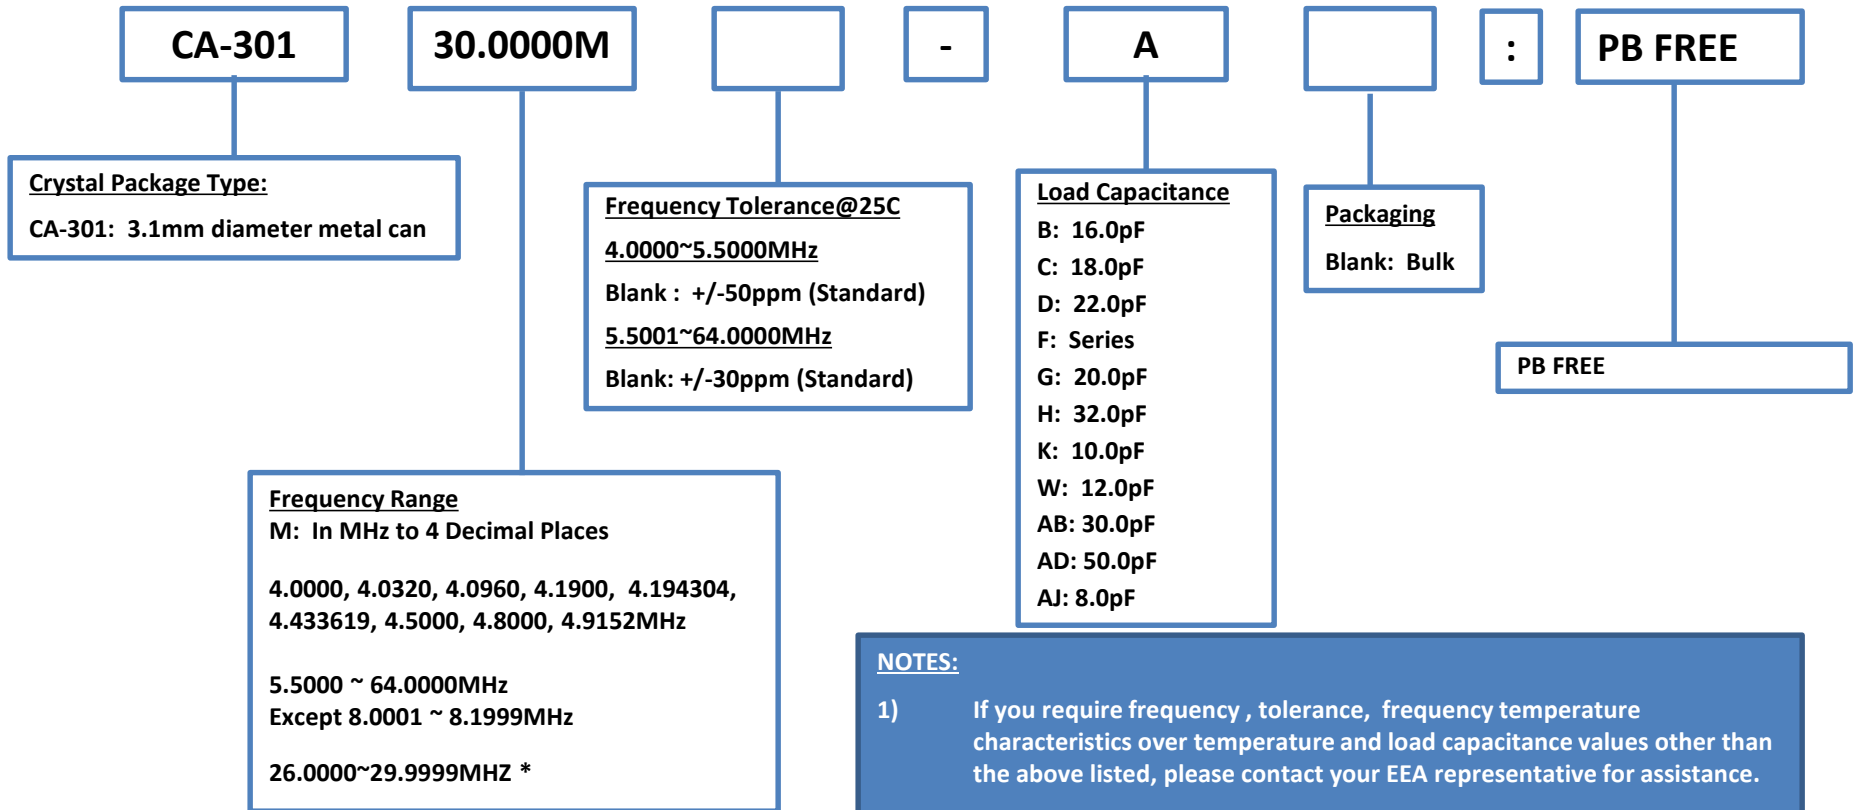 CA-301
30.0000M
-
A
:
PB FREE
Crystal Package Type:
CA-301: 3.1mm diameter metal can
Frequency Tolerance@25C
4.0000~5.5000MHz
Blank : +/-50ppm (Standard)
5.5001~64.0000MHz
Blank: +/-30ppm (Standard)
Load Capacitance
B: 16.0pF
C: 18.0pF
D: 22.0pF
F: Series
G: 20.0pF
H: 32.0pF
K: 10.0pF
W: 12.0pF
AB: 30.0pF
AD: 50.0pF
AJ: 8.0pF
Packaging
Blank: Bulk
PB FREE
Frequency Range
M: In MHz to 4 Decimal Places
4.0000, 4.0320, 4.0960, 4.1900, 4.194304,
4.433619, 4.5000, 4.8000, 4.9152MHz
5.5000 ~ 64.0000MHz
Except 8.0001 ~ 8.1999MHz
26.0000~29.9999MHZ *
NOTES:
1) If you require frequency , tolerance, frequency temperature
characteristics over temperature and load capacitance values other than
the above listed, please contact your EEA representative for assistance.